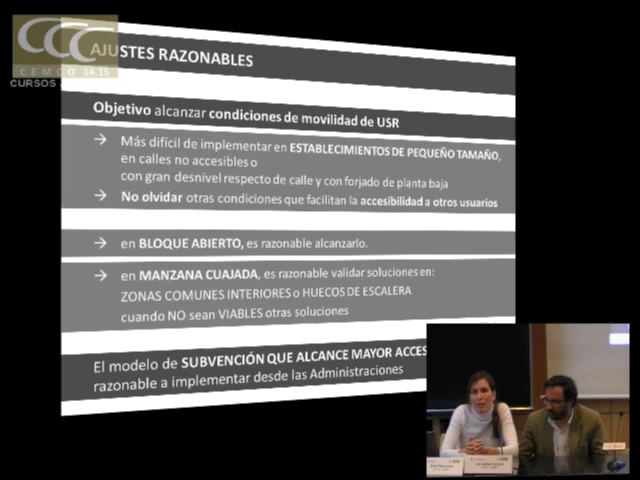 CCC
CEMCO 14.15
CURSOS
AJUSTES RAZONABLES
Objetivo alcanzar condiciones de movilidad de USR
→ Más difícil de implementar en ESTABLECIMIENTOS DE PEQUEÑO TAMAÑO,
en calles no accesibles o
con gran desnivel respecto de calle y con forjado de planta baja
→ No olvidar otras condiciones que facilitan la accesibilidad a otros usuarios
→ en BLOQUE ABIERTO, es razonable alcanzarlo.
→ en MANZANA CUAJADA, es razonable validar soluciones en:
ZONAS COMUNES INTERIORES o HUECOS DE ESCALERA
cuando NO sean VIABLES otras soluciones
El modelo de SUBVENCIÓN QUE ALCANCE MAYOR ACCES
razonable a implementar desde las Administraciones